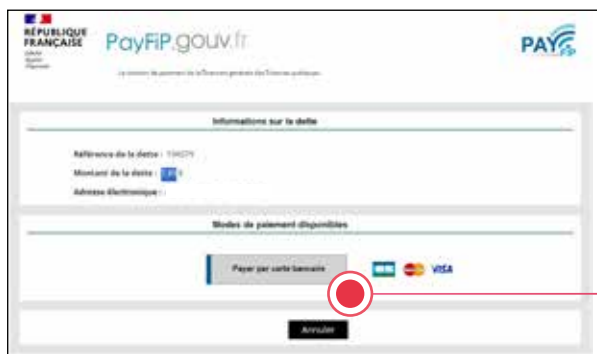 RÉPUBLIQUE
FRANÇAISE
PayFiP.gouv.fr
PAY
Informations sur la dette
Référence de la dette :
Montant de la dette : €
Adresse électronique :
Modes de paiement disponibles
Payer par carte bancaire
VISA
Annuler